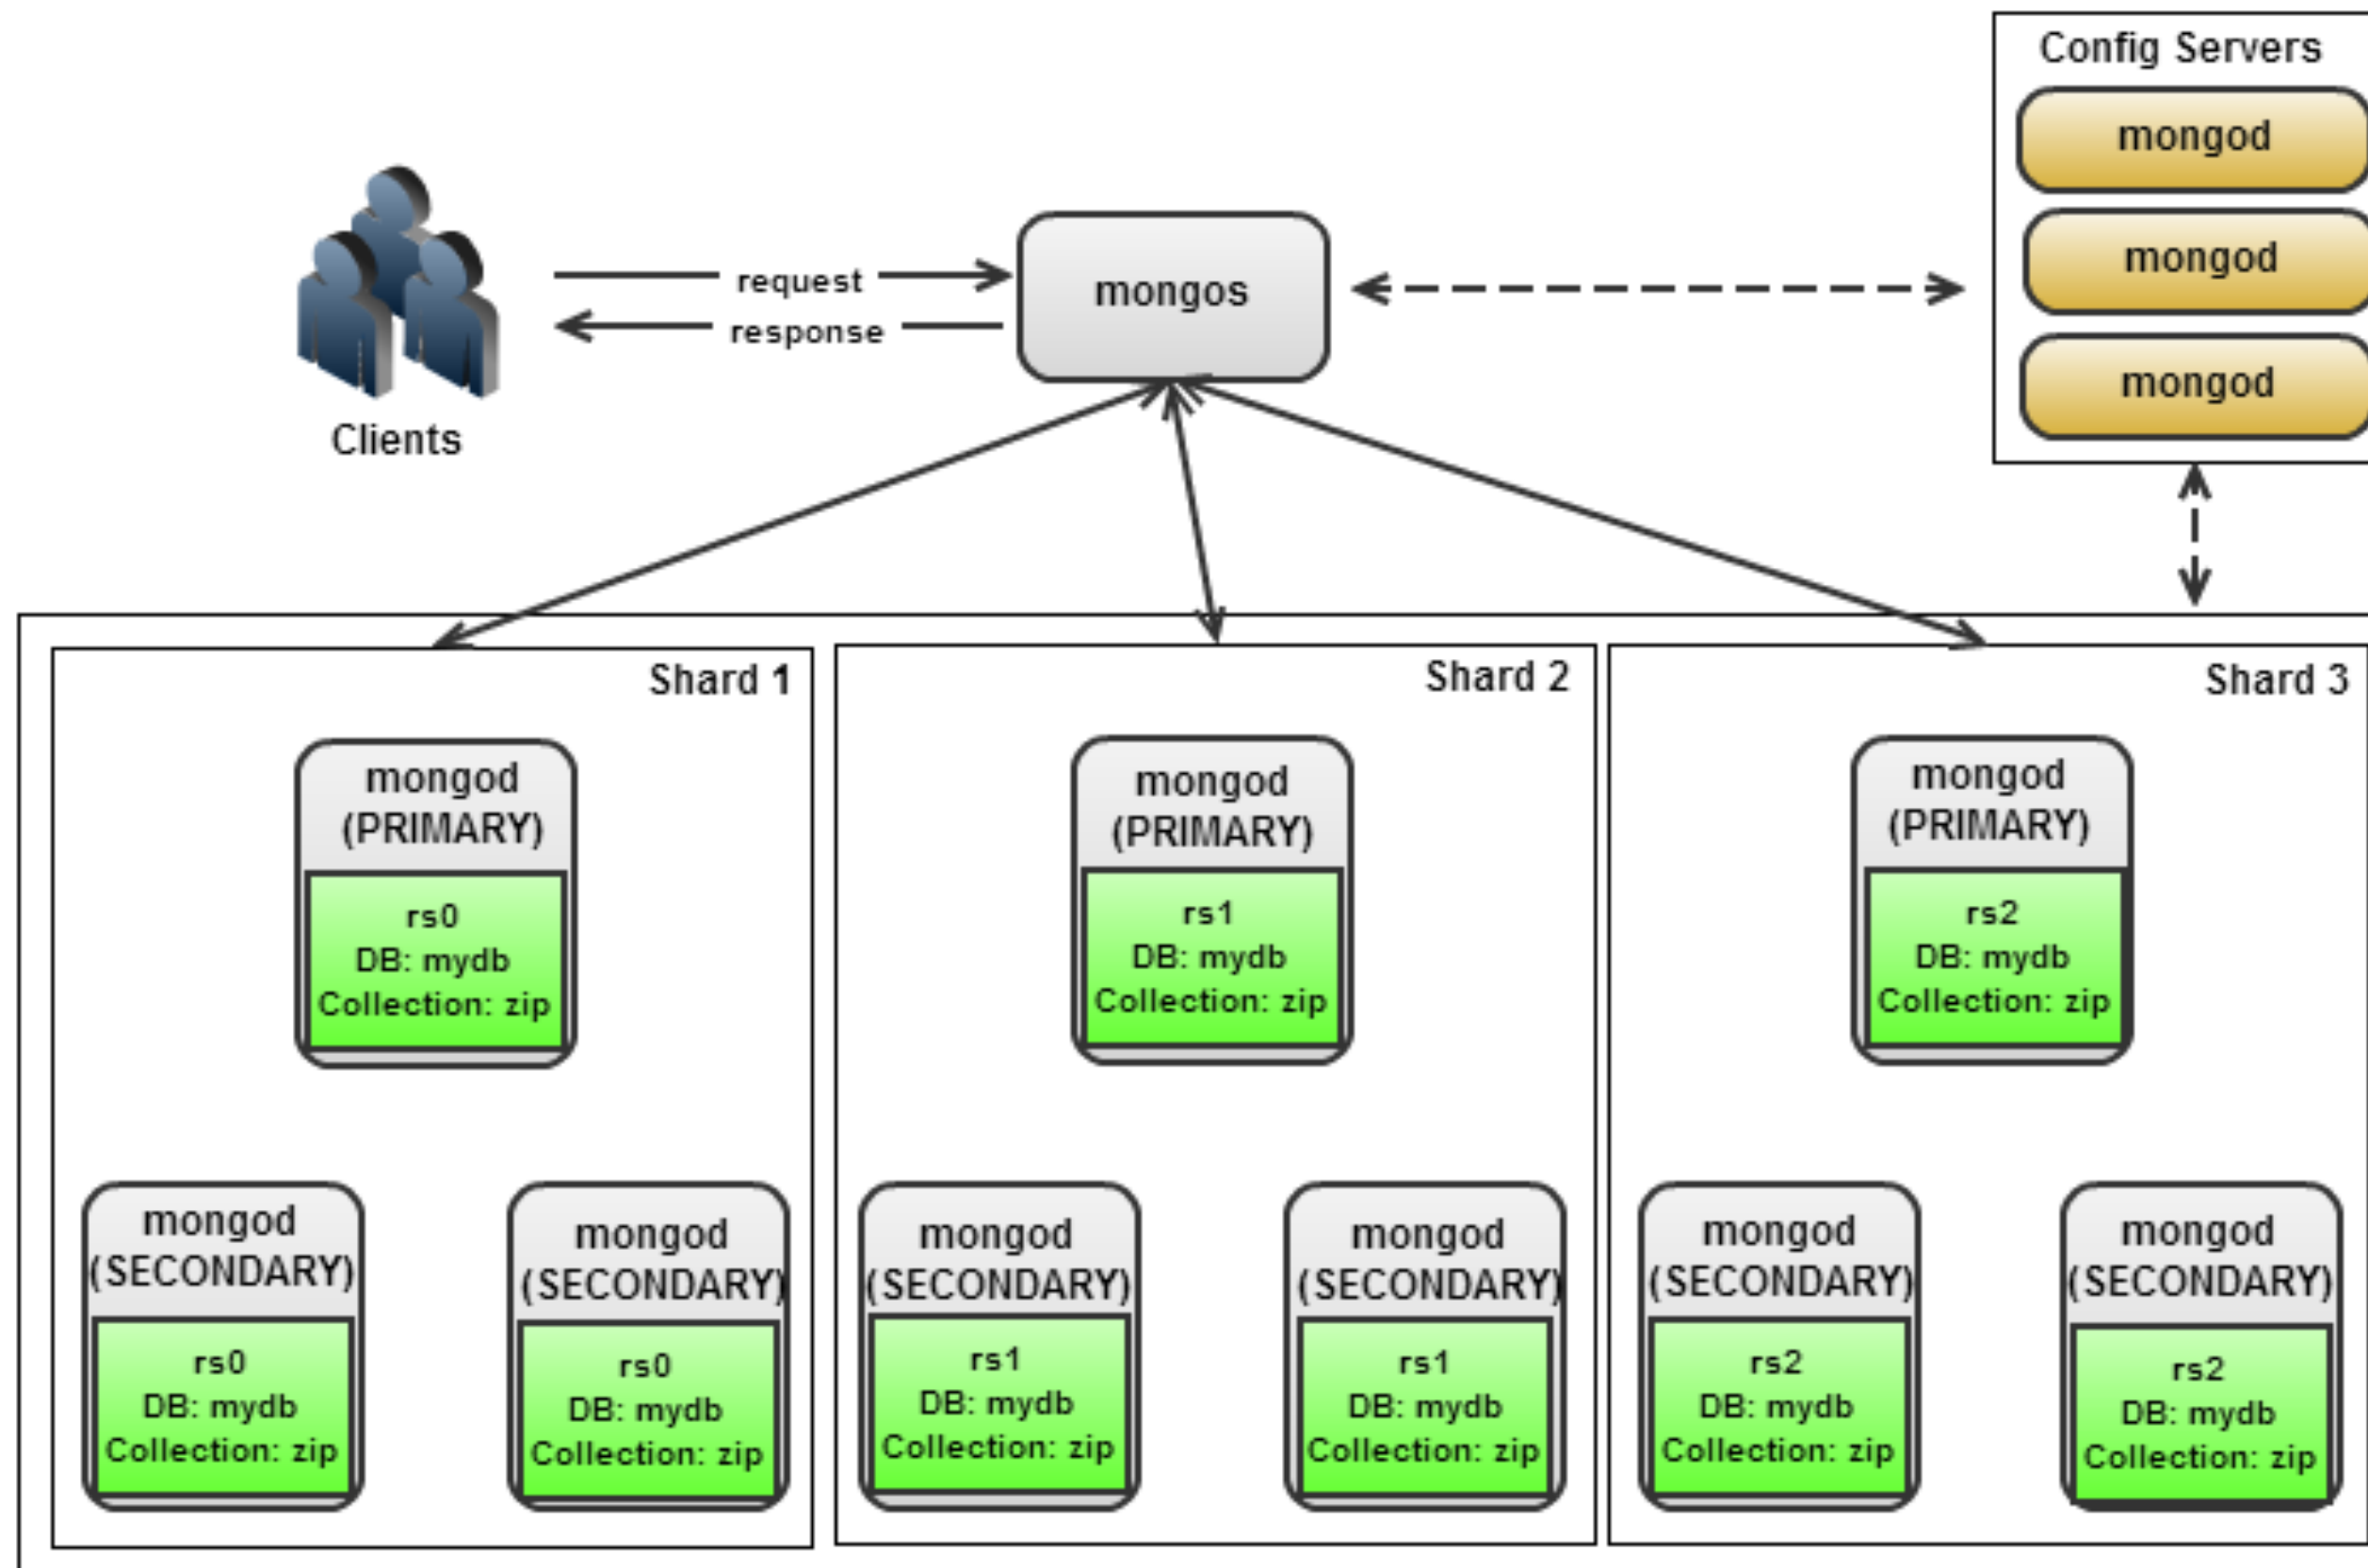 Config Servers
mongod
mongod
mongod
mongos
request
response
Clients
Shard 1
mongod
(PRIMARY)
rs0
DB: mydb
Collection: zip
mongod
(SECONDARY)
rs0
DB: mydb
Collection: zip
mongod
(SECONDARY)
rs0
DB: mydb
Collection: zip
Shard 2
mongod
(PRIMARY)
rs1
DB: mydb
Collection: zip
mongod
(SECONDARY)
rs1
DB: mydb
Collection: zip
mongod
(SECONDARY)
rs1
DB: mydb
Collection: zip
Shard 3
mongod
(PRIMARY)
rs2
DB: mydb
Collection: zip
mongod
(SECONDARY)
rs2
DB: mydb
Collection: zip
mongod
(SECONDARY)
rs2
DB: mydb
Collection: zip